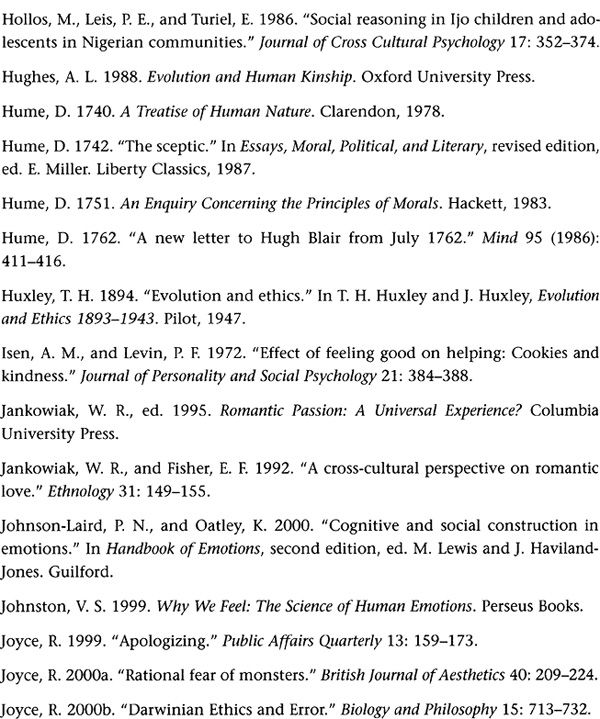 Hollos, M., Leis, P. E., and Turiel, E. 1986. “Social reasoning in Ijo children and ado-
lescents in Nigerian communities.” Journal of Cross Cultural Psychology 17: 352–374.
Hughes, A. L. 1988. Evolution and Human Kinship. Oxford University Press.
Hume, D. 1740. A Treatise of Human Nature. Clarendon, 1978.
Hume, D. 1742. “The sceptic.” In Essays, Moral, Political, and Literary, revised edition,
ed. E. Miller. Liberty Classics, 1987.
Hume, D. 1751. An Enquiry Concerning the Principles of Morals. Hackett, 1983.
Hume, D. 1762. “A new letter to Hugh Blair from July 1762.” Mind 95 (1986):
411–416.
Huxley, T. H. 1894. “Evolution and ethics.” In T. H. Huxley and J. Huxley, Evolution
and Ethics 1893–1943. Pilot, 1947.
Isen, A. M., and Levin, P. F. 1972. “Effect of feeling good on helping: Cookies and
kindness.” Journal of Personality and Social Psychology 21: 384–388.
Jankowiak, W. R., ed. 1995. Romantic Passion: A Universal Experience? Columbia
University Press.
Jankowiak, W. R., and Fisher, E. F. 1992. “A cross-cultural perspective on romantic
love.” Ethnology 31: 149–155.
Johnson-Laird, P. N., and Oatley, K. 2000. “Cognitive and social construction in
emotions.” In Handbook of Emotions, second edition, ed. M. Lewis and J. Haviland-
Jones. Guilford.
Johnston, V. S. 1999. Why We Feel: The Science of Human Emotions. Perseus Books.
Joyce, R. 1999. “Apologizing.” Public Affairs Quarterly 13: 159–173.
Joyce, R. 2000a. “Rational fear of monsters.” British Journal of Aesthetics 40: 209–224.
Joyce, R. 2000b. “Darwinian Ethics and Error.” Biology and Philosophy 15: 713–732.